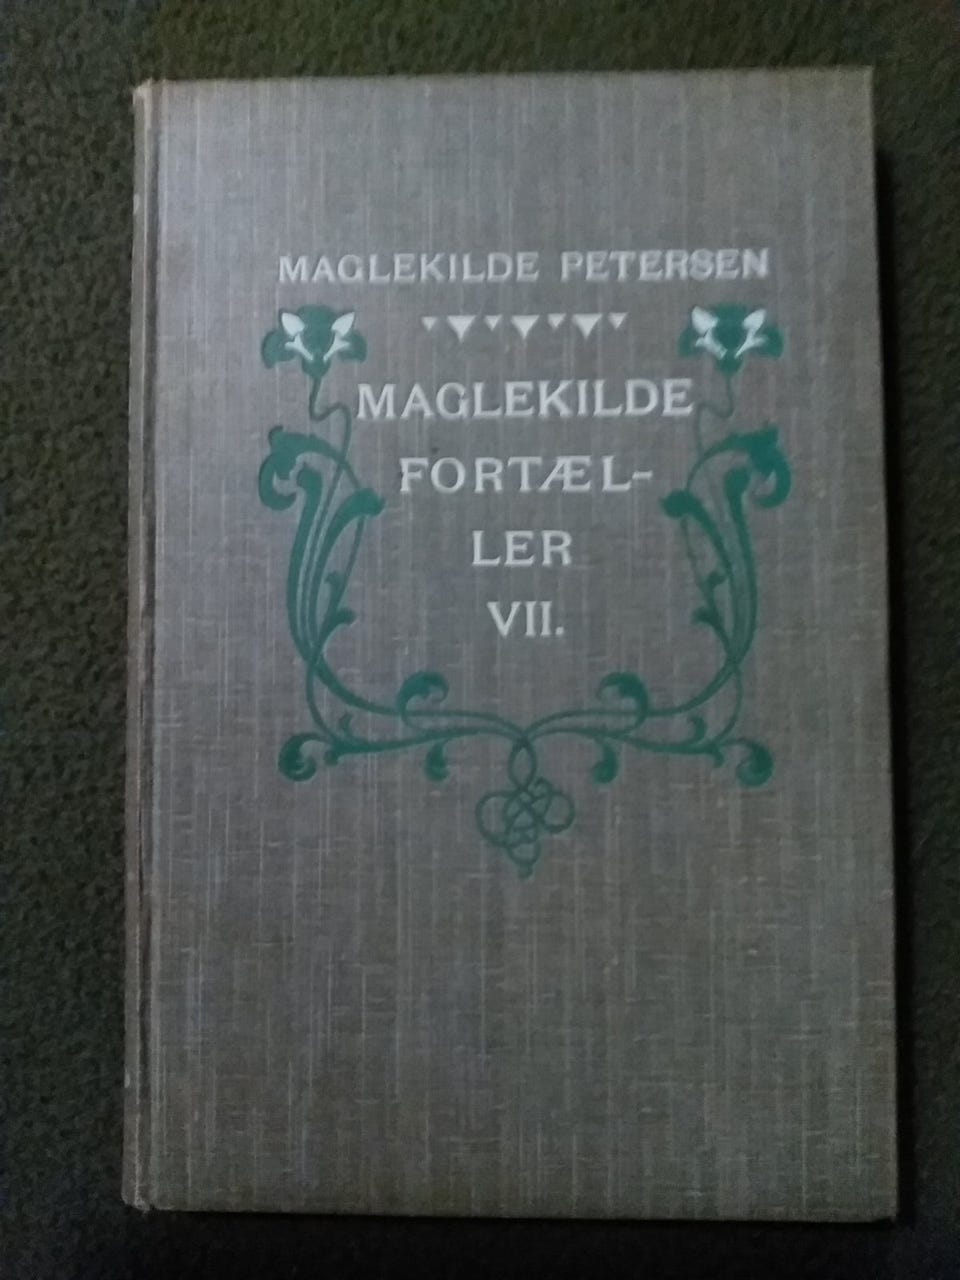 MAGLEKILDE PETERSEN
MAGLEKILDE
FORTÆL-
LER
VII.